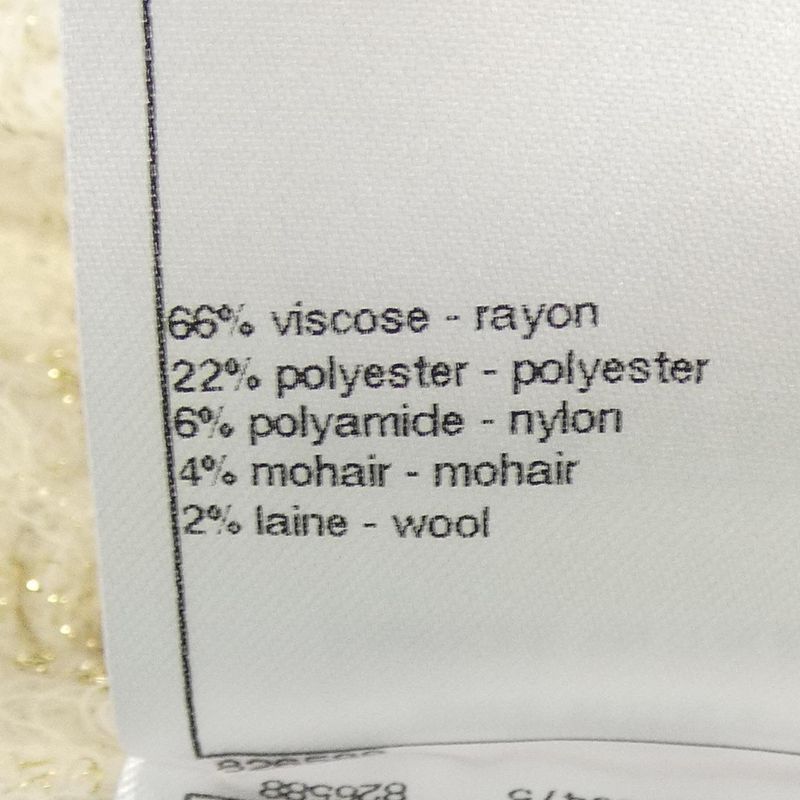 66% viscose - rayon
22% polyester - polyester
6% polyamide - nylon
4% mohair - mohair
2% laine - wool